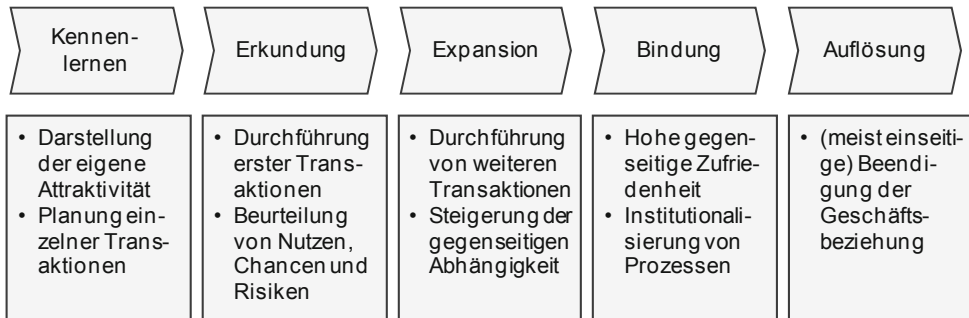 Kennen-
lernen
Erkundung
Expansion
Bindung
Auflösung
• Darstellung
der eigene
Attraktivität
• Planung ein-
zelner Trans-
aktionen
• Durchführung
erster Trans-
aktionen
• Beurteilung
von Nutzen,
Chancen und
Risiken
• Durchführung
von weiteren
Transaktionen
• Steigerung der
gegenseitigen
Abhängigkeit
• Hohe gegen-
seitige Zufrie-
denheit
• Institutionali-
sierung von
Prozessen
• (meist einseiti-
ge) Beendi-
gung der
Geschäfts-
beziehung